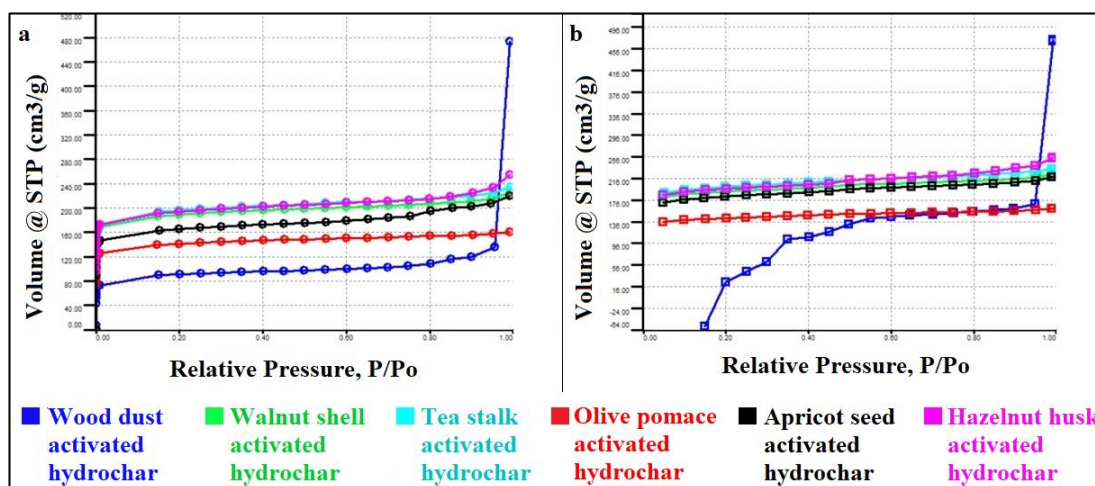 a
Volume @ STP (cm3/g)
520.00
480.00
440.00
400.00
360.00
320.00
280.00
240.00
200.00
160.00
120.00
80.00
40.00
0.00
0.00 0.20 0.40 0.60 0.80 1.00
Relative Pressure, P/Po
b
Volume @ STP (cm3/g)
496.00
456.00
416.00
376.00
336.00
296.00
256.00
216.00
176.00
136.00
96.00
56.00
15.00
-24.00
-64.00
0.20 0.40 0.60 0.80 1.00
Relative Pressure, P/Po
Wood dust
activated
hydrochar
Walnut shell
activated
hydrochar
Tea stalk
activated
hydrochar
Olive pomace
activated
hydrochar
Apricot seed
activated
hydrochar
Hazelnut husk
activated
hydrochar